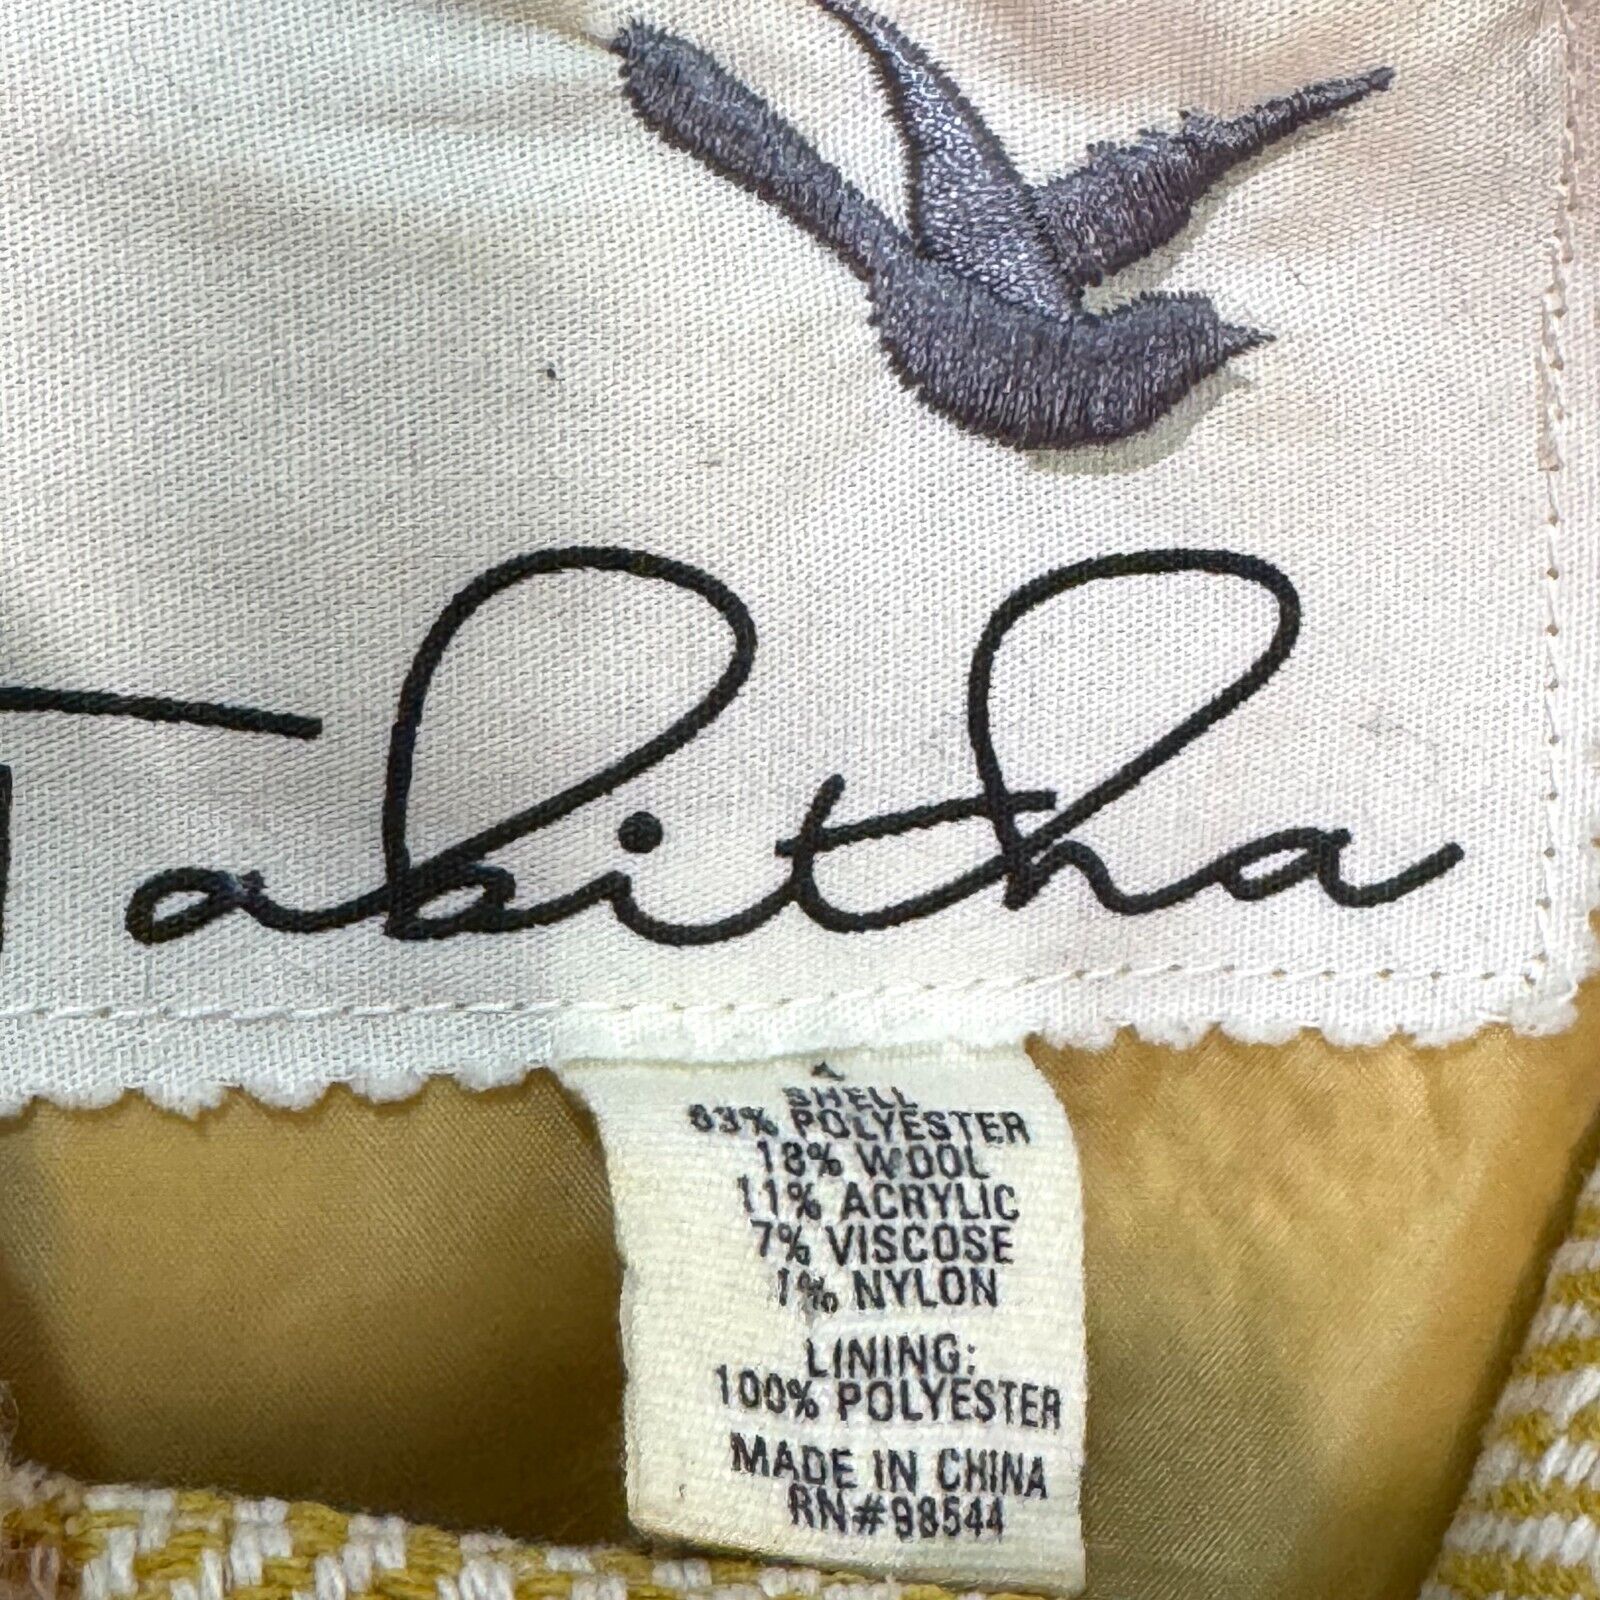 Tabitha
4
SHELL
63% POLYESTER
18% WOOL
11% ACRYLIC
7% VISCOSE
1% NYLON
LINING:
100% POLYESTER
MADE IN CHINA
RN#98544